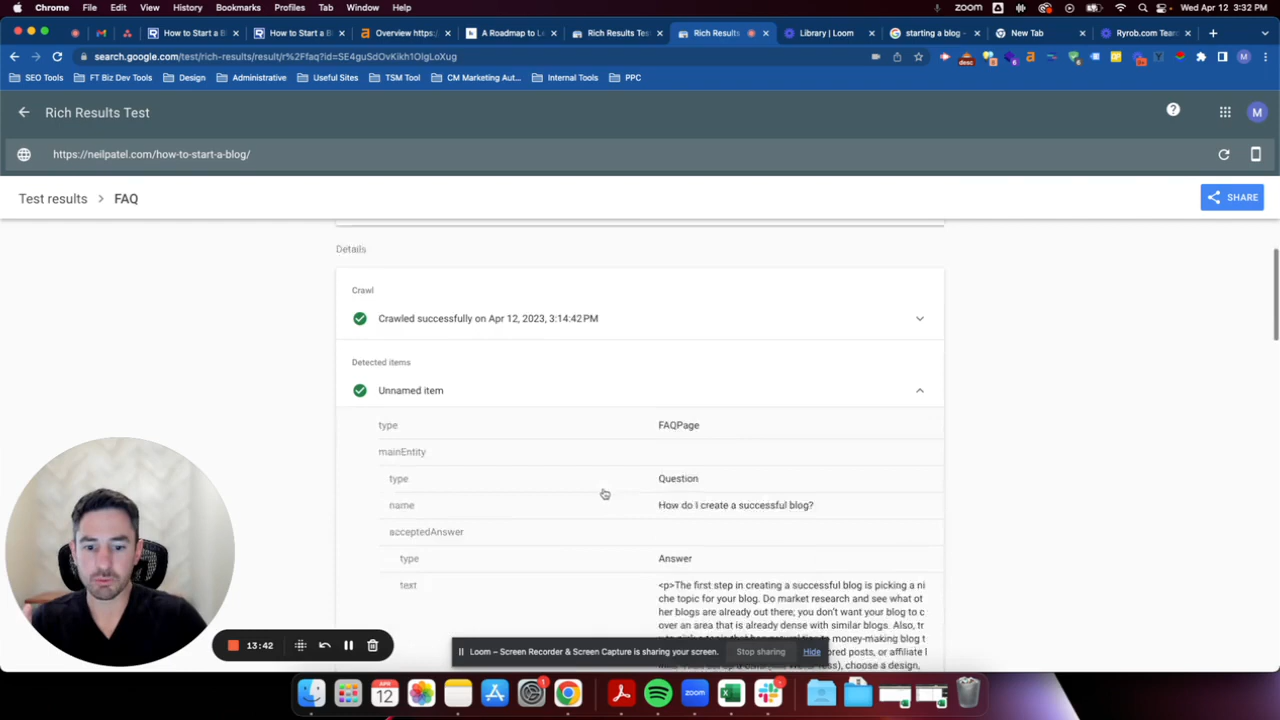 Chrome File Edit View History Bookmarks Profiles Tab Window Help zoom Wed Apr 12 3:32 PM
How to Start a B How to Start a B Overview https: A Roadmap to L Rich Results Tes Rich Results Library | Loom starting a blog - New Tab Ryrob.com Team
search.google.com/test/rich-results/result/r%2Ffaq?id=SE4guSdOvKikh1OlgLoXug
SEO Tools FT Biz Dev Tools Design Administrative Useful Sites TSM Tool CM Marketing Aut... Internal Tools PPC
Rich Results Test
M
https://neilpatel.com/how-to-start-a-blog/
Test results > FAQ
SHARE
Details
Crawl
Crawled successfully on Apr 12, 2023, 3:14:42 PM
Detected items
Unnamed item
type FAQPage
mainEntity
type Question
name How do I create a successful blog?
acceptedAnswer
type Answer
text <p>The first step in creating a successful blog is picking a ni
che topic for your blog. Do market research and see what ot
her blogs are already out there; you don't want your blog to c
over an area that is already dense with similar blogs. Also, tr
13:42
Loom – Screen Recorder & Screen Capture is sharing your screen. Stop sharing Hide
12
zoom